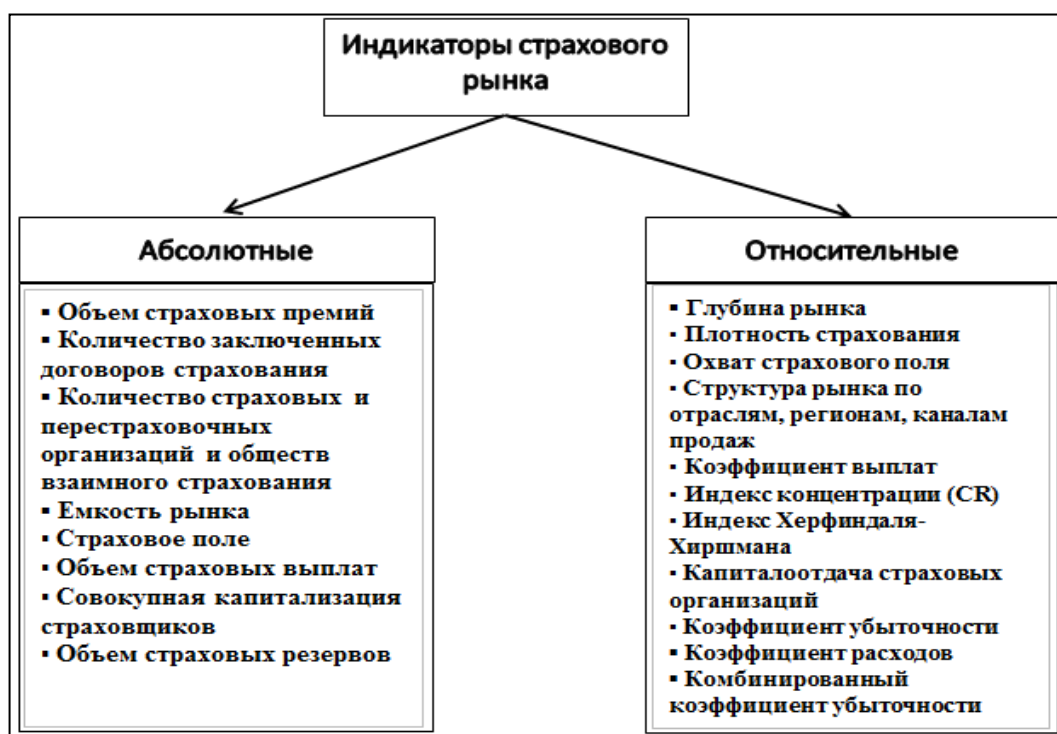 Индикаторы страхового
рынка
Абсолютные
▪ Объем страховых премий
▪ Количество заключенных
договоров страхования
▪ Количество страховых и
перестраховочных
организаций и обществ
взаимного страхования
▪ Емкость рынка
▪ Страховое поле
▪ Объем страховых выплат
▪ Совокупная капитализация
страховщиков
▪ Объем страховых резервов
Относительные
▪ Глубина рынка
▪ Плотность страхования
▪ Охват страхового поля
▪ Структура рынка по
отраслям, регионам, каналам
продаж
▪ Коэффициент выплат
▪ Индекс концентрации (CR)
▪ Индекс Херфиндаля-
Хиршмана
▪ Капиталоотдача страховых
организаций
▪ Коэффициент убыточности
▪ Коэффициент расходов
▪ Комбинированный
коэффициент убыточности